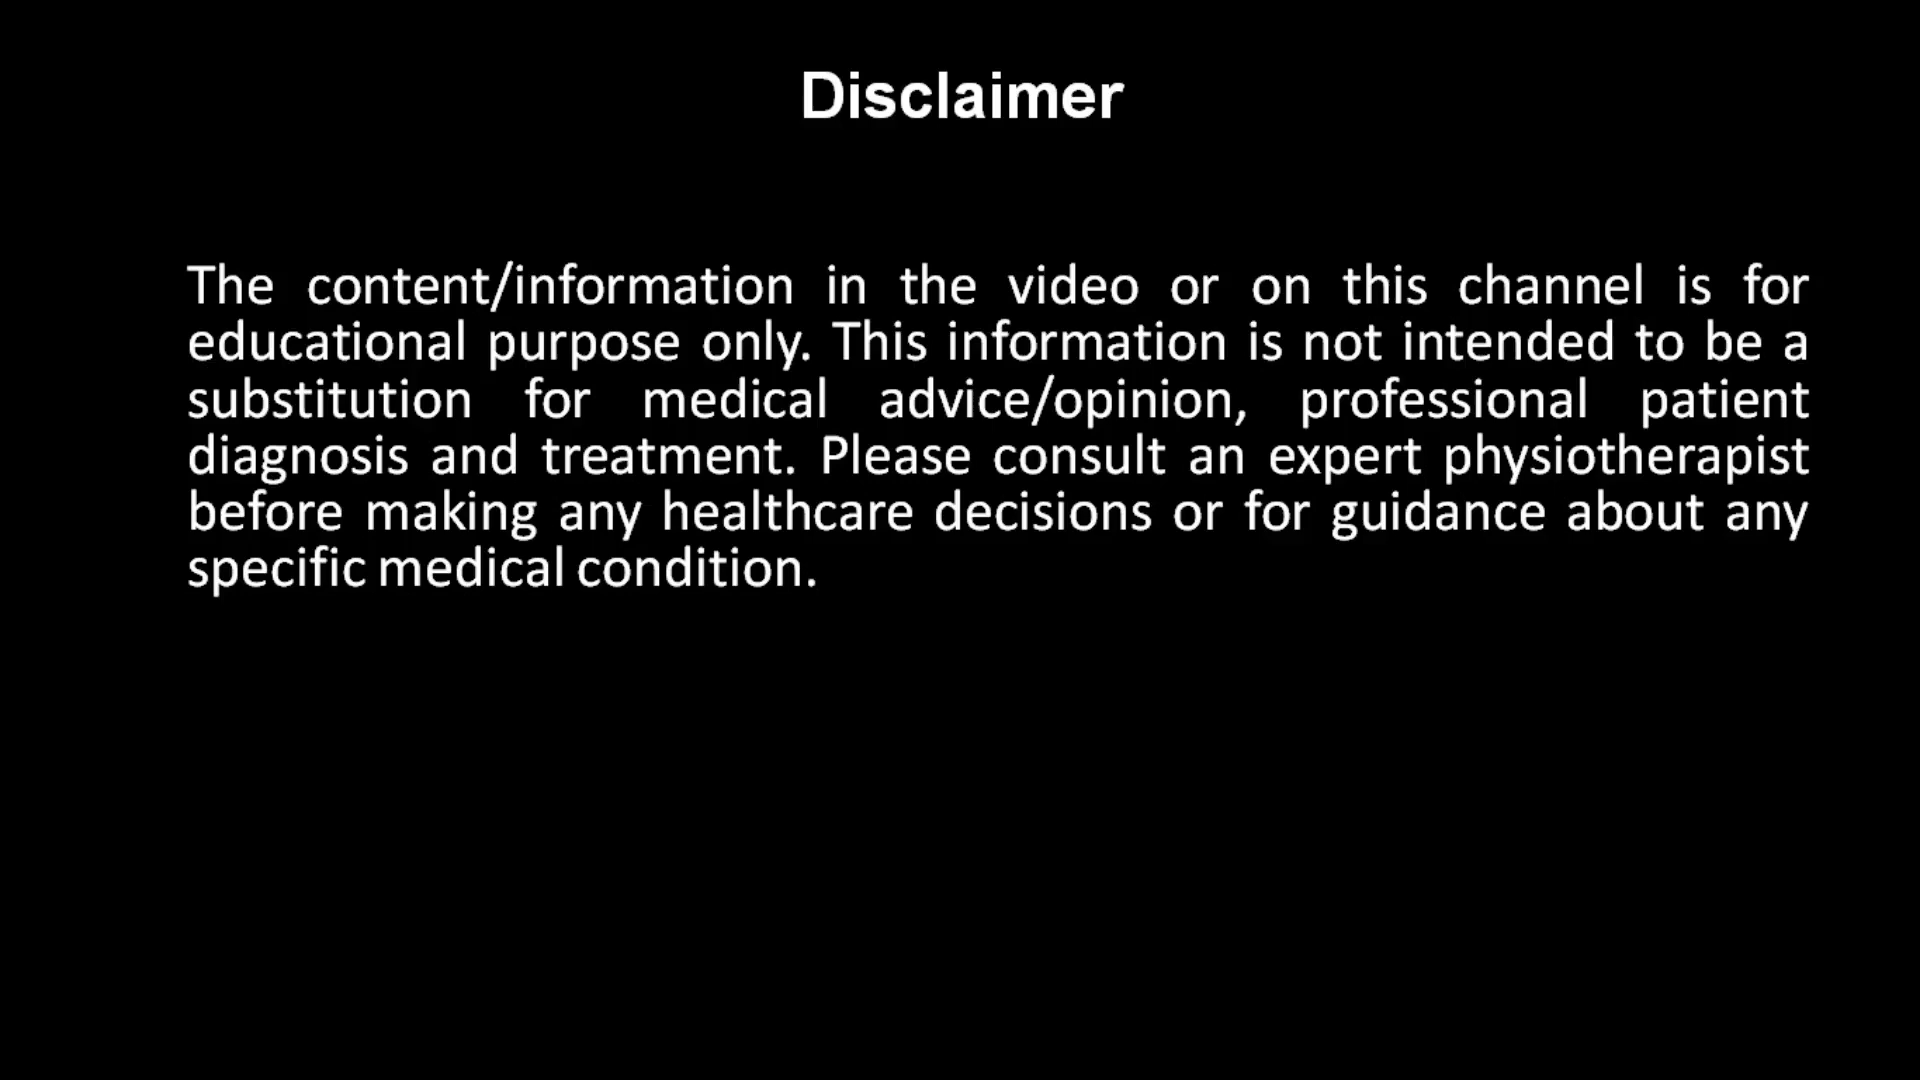 Disclaimer
The content/information in the video or on this channel is for
educational purpose only. This information is not intended to be a
substitution for medical advice/opinion, professional patient
diagnosis and treatment. Please consult an expert physiotherapist
before making any healthcare decisions or for guidance about any
specific medical condition.